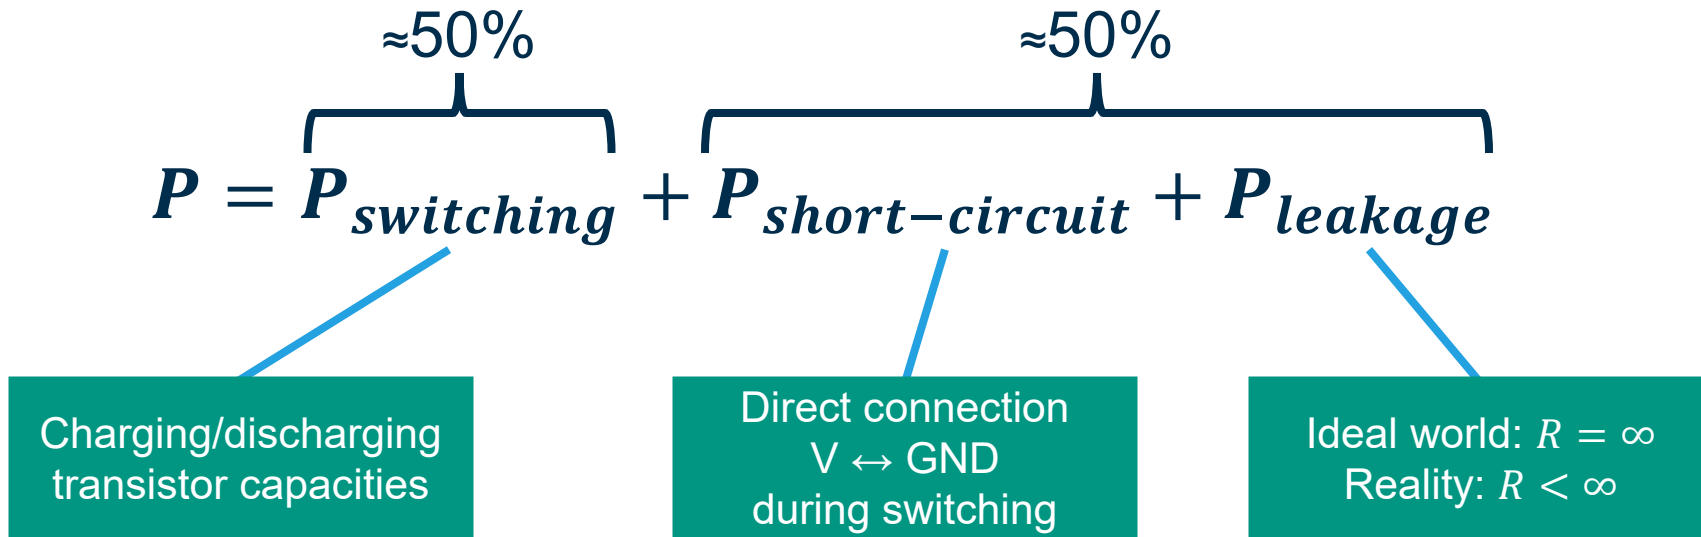 ≈50% ≈50%
P = P_switching + P_short−circuit + P_leakage
Charging/discharging
transistor capacities
Direct connection
V ↔ GND
during switching
Ideal world: R = ∞
Reality: R < ∞